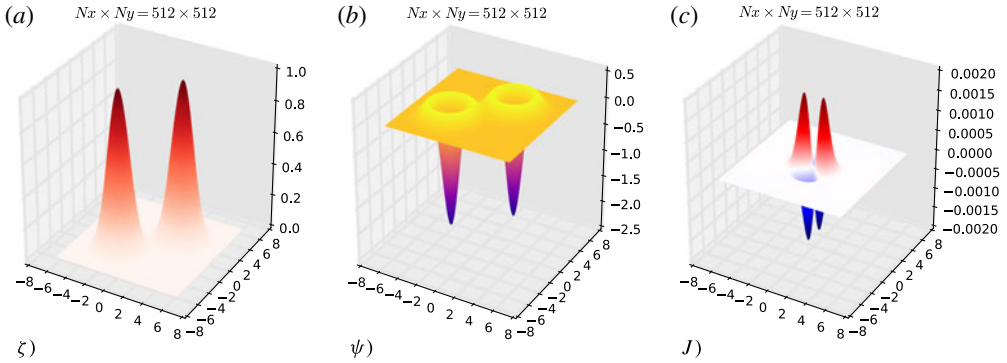 (a) Nx × Ny = 512 × 512
1.0
0.8
0.6
0.4
0.2
0.0
−8 −6 −4 −2 0 2 4 6 8
−8 −6 −4 −2 0 2 4 6 8
ζ)
(b) Nx × Ny = 512 × 512
0.5
0.0
−0.5
−1.0
−1.5
−2.0
−2.5
−8 −6 −4 −2 0 2 4 6 8
−8 −6 −4 −2 0 2 4 6 8
ψ)
(c) Nx × Ny = 512 × 512
0.0020
0.0015
0.0010
0.0005
0.0000
−0.0005
−0.0010
−0.0015
−0.0020
−8 −6 −4 −2 0 2 4 6 8
−8 −6 −4 −2 0 2 4 6 8
J)